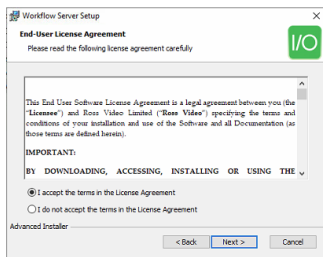 Workflow Server Setup
End-User License Agreement
Please read the following license agreement carefully
I/O
This End User Software License Agreement is a legal agreement between you (the
"Licensee") and Ross Video Limited ("Ross Video") specifying the terms and
conditions of your installation and use of the Software and all Documentation (as
those terms are defined herein).
IMPORTANT:
BY DOWNLOADING, ACCESSING, INSTALLING OR USING THE
I accept the terms in the License Agreement
I do not accept the terms in the License Agreement
Advanced Installer
< Back Next > Cancel